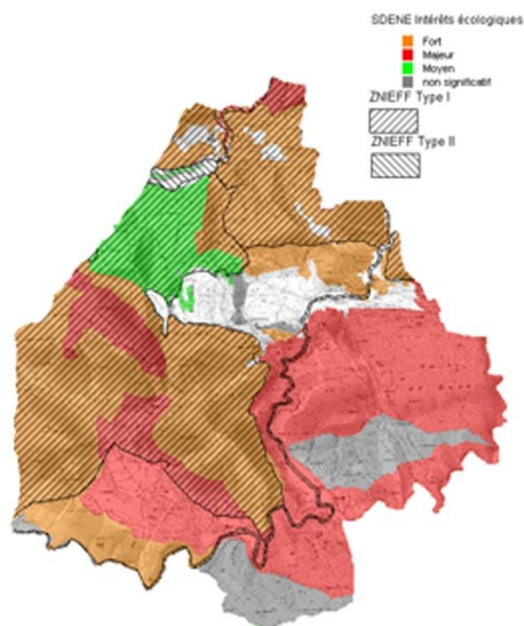 SDENE Intérêts écologiques
Fort
Majeur
Moyen
non significatif
ZNIEFF Type I
ZNIEFF Type II